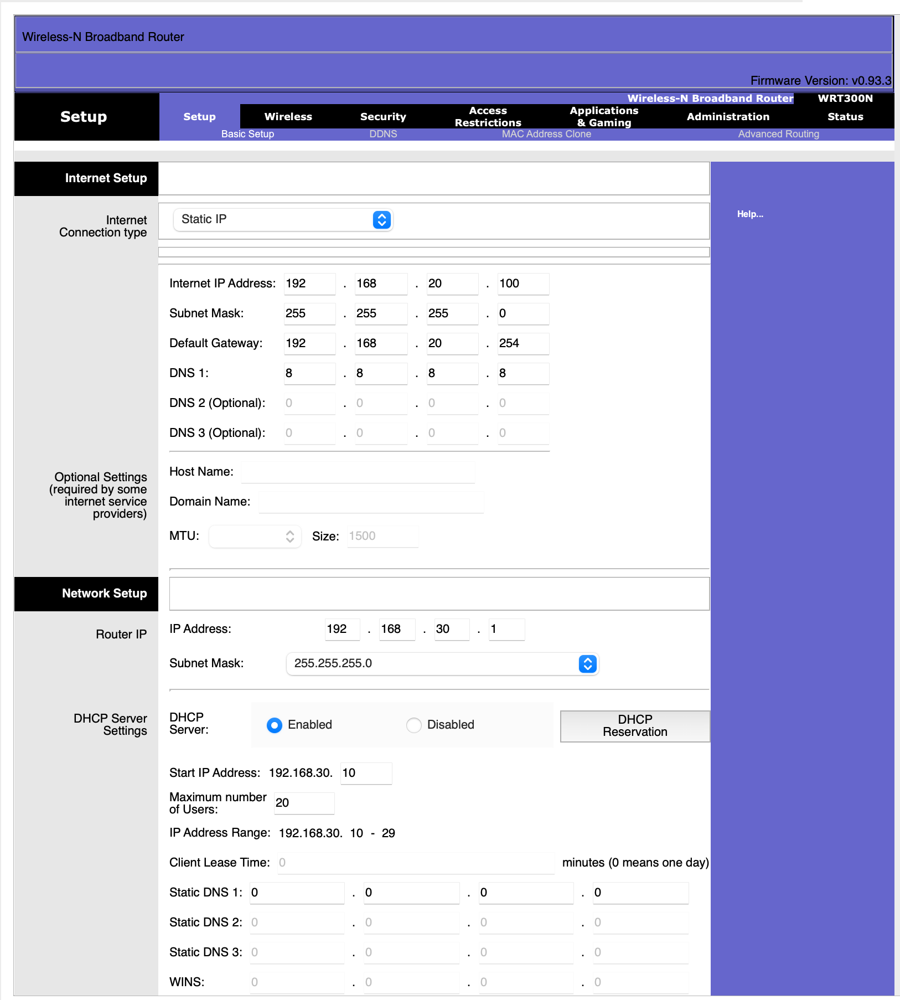 Wireless-N Broadband Router
Firmware Version: v0.93.3
Wireless-N Broadband Router WRT300N
Setup
Setup Wireless Security Access Restrictions Applications & Gaming Administration Status
Basic Setup DDNS MAC Address Clone Advanced Routing
Internet Setup
Internet
Connection type
Static IP
Help...
Internet IP Address: 192 . 168 . 20 . 100
Subnet Mask: 255 . 255 . 255 . 0
Default Gateway: 192 . 168 . 20 . 254
DNS 1: 8 . 8 . 8 . 8
DNS 2 (Optional): 0 . 0 . 0 . 0
DNS 3 (Optional): 0 . 0 . 0 . 0
Optional Settings
(required by some
internet service
providers)
Host Name:
Domain Name:
MTU: Size: 1500
Network Setup
Router IP
IP Address: 192 . 168 . 30 . 1
Subnet Mask: 255.255.255.0
DHCP Server
Settings
DHCP
Server:
Enabled Disabled
DHCP
Reservation
Start IP Address: 192.168.30. 10
Maximum number
of Users: 20
IP Address Range: 192.168.30. 10 - 29
Client Lease Time: 0 minutes (0 means one day)
Static DNS 1: 0 . 0 . 0 . 0
Static DNS 2: 0 . 0 . 0 . 0
Static DNS 3: 0 . 0 . 0 . 0
WINS: 0 . 0 . 0 . 0